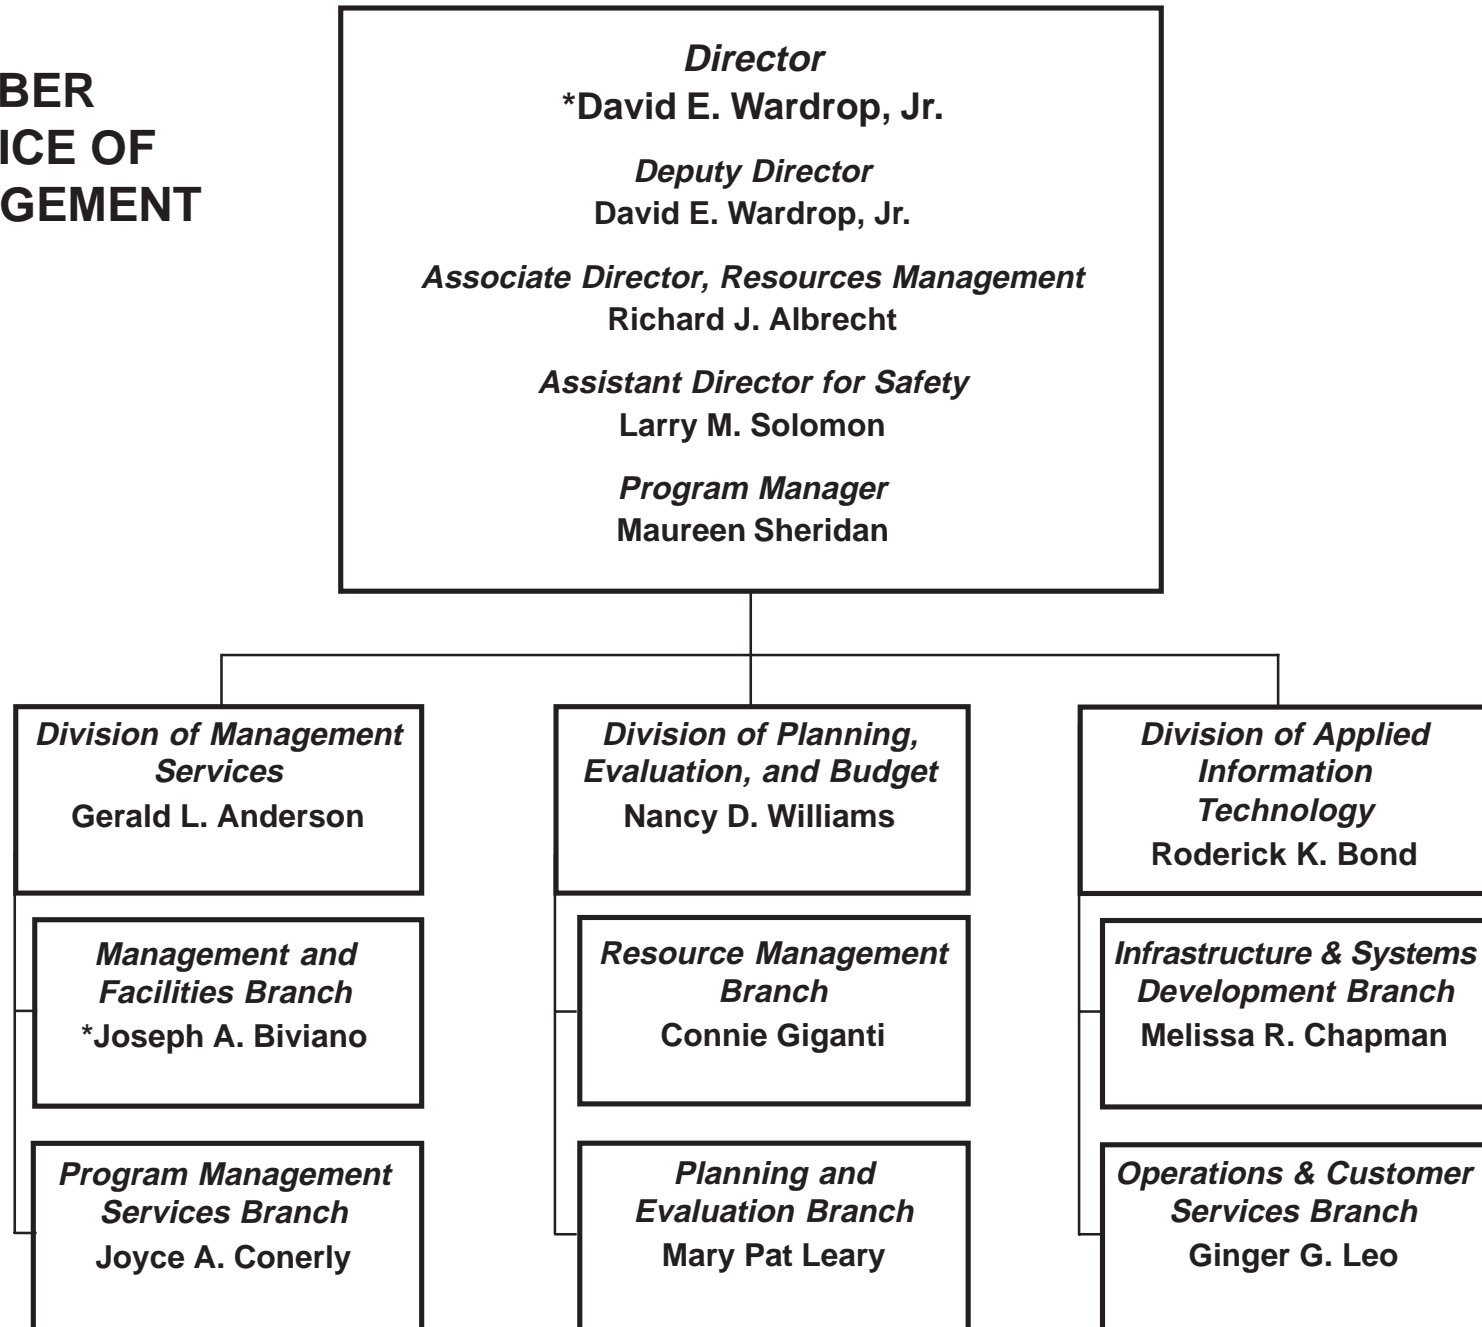 BER
ICE OF
GEMENT
Director
*David E. Wardrop, Jr.
Deputy Director
David E. Wardrop, Jr.
Associate Director, Resources Management
Richard J. Albrecht
Assistant Director for Safety
Larry M. Solomon
Program Manager
Maureen Sheridan
Division of Management
Services
Gerald L. Anderson
Management and
Facilities Branch
*Joseph A. Biviano
Program Management
Services Branch
Joyce A. Conerly
Division of Planning,
Evaluation, and Budget
Nancy D. Williams
Resource Management
Branch
Connie Giganti
Planning and
Evaluation Branch
Mary Pat Leary
Division of Applied
Information
Technology
Roderick K. Bond
Infrastructure & Systems
Development Branch
Melissa R. Chapman
Operations & Customer
Services Branch
Ginger G. Leo